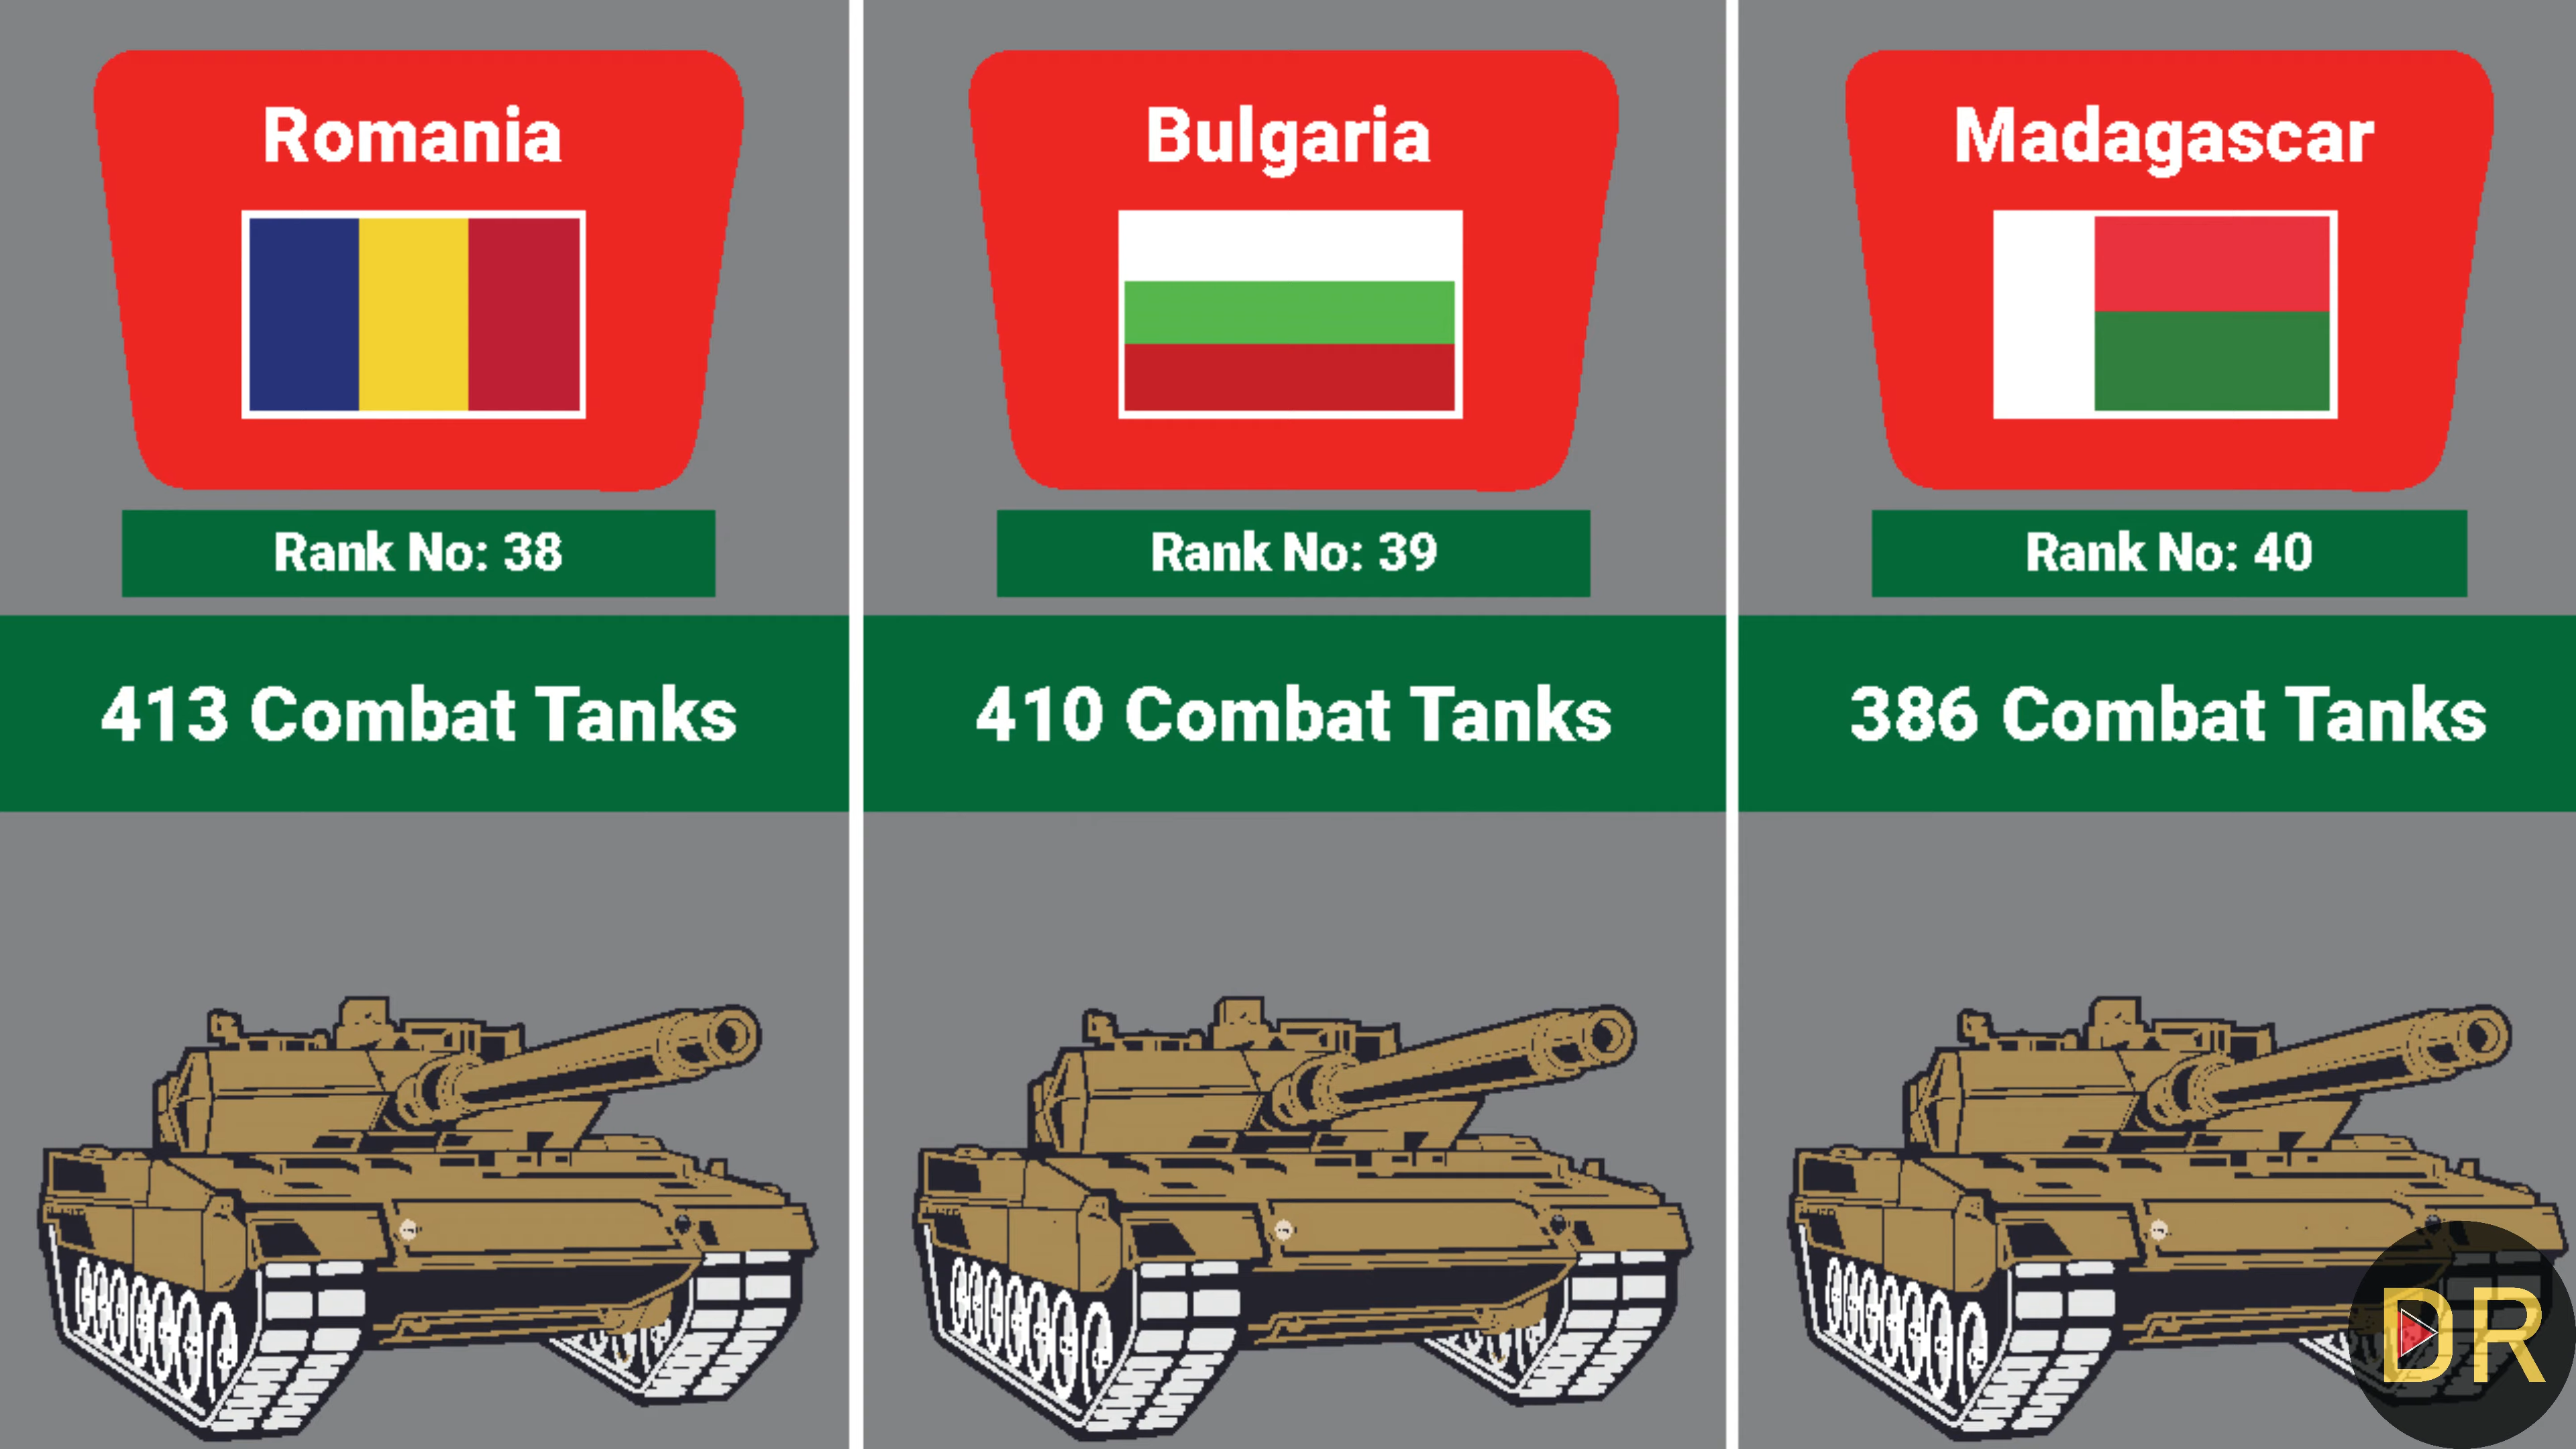 Romania
Rank No: 38
413 Combat Tanks
Bulgaria
Rank No: 39
410 Combat Tanks
Madagascar
Rank No: 40
386 Combat Tanks
DR